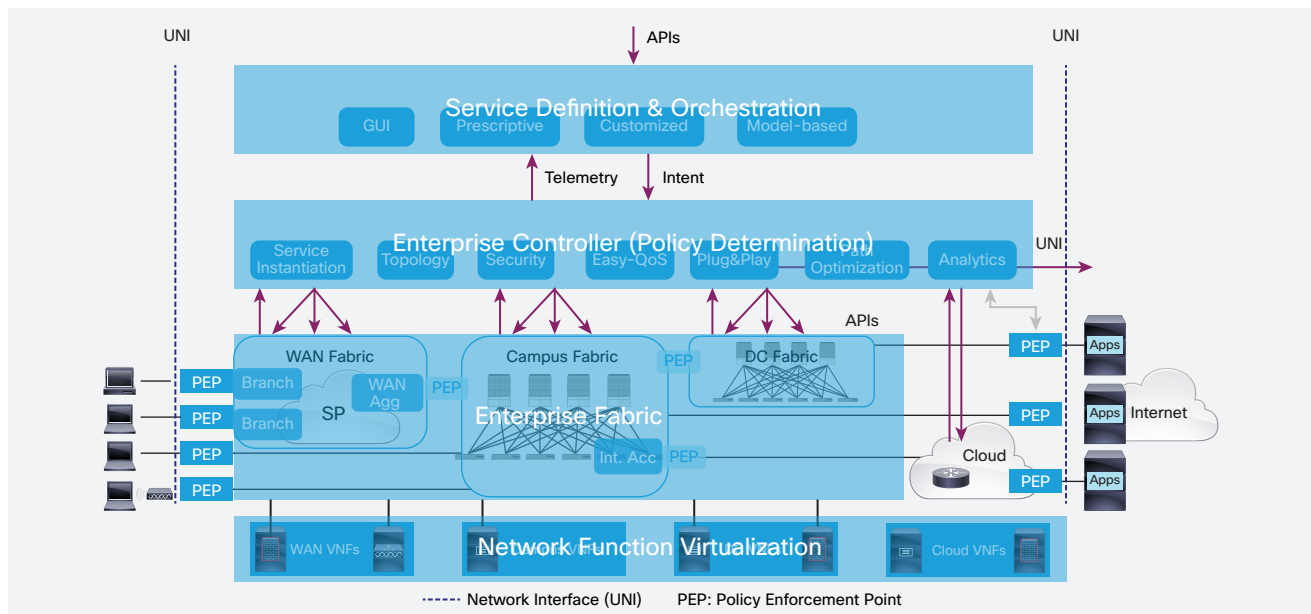 UNI
APIs
UNI
Service Definition & Orchestration
GUI
Prescriptive
Customized
Model-based
Telemetry
Intent
Enterprise Controller (Policy Determination)
UNI
Service
Instantiation
Topology
Security
Easy-QoS
Plug&Play
Path
Optimization
Analytics
APIs
WAN Fabric
Campus Fabric
DC Fabric
PEP
PEP
Apps
PEP
Branch
WAN
Agg
PEP
SP
PEP
Branch
Enterprise Fabric
PEP
Apps
Internet
PEP
Int. Acc
PEP
Cloud
PEP
PEP
Apps
WAN VNFs
Network Function Virtualization
Cloud VNFs
Network Interface (UNI)
PEP: Policy Enforcement Point